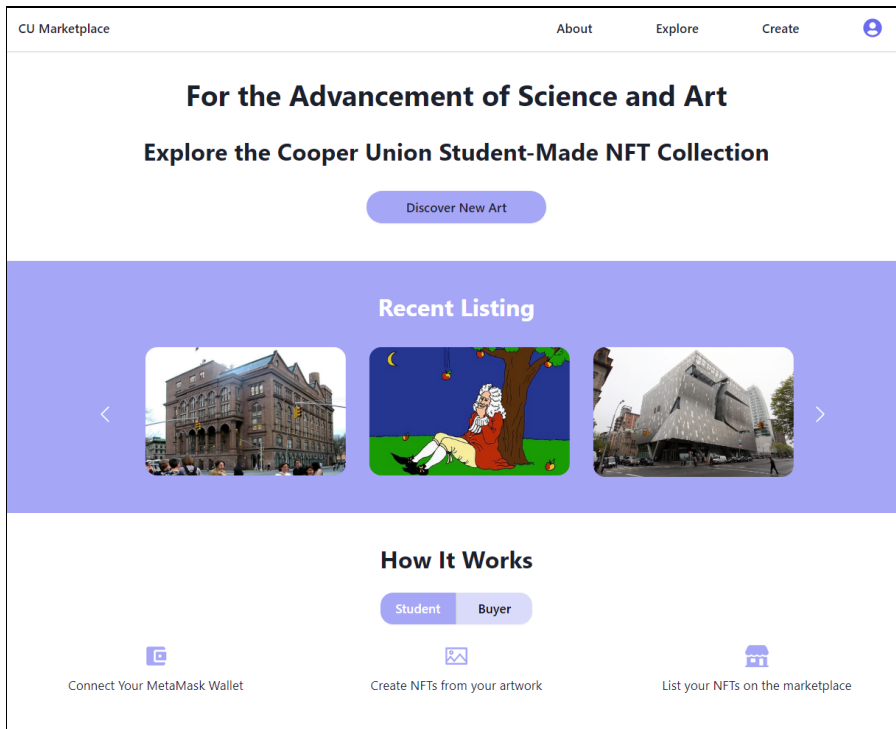 CU Marketplace
About
Explore
Create
For the Advancement of Science and Art
Explore the Cooper Union Student-Made NFT Collection
Discover New Art
Recent Listing
How It Works
Student
Buyer
Connect Your MetaMask Wallet
Create NFTs from your artwork
List your NFTs on the marketplace